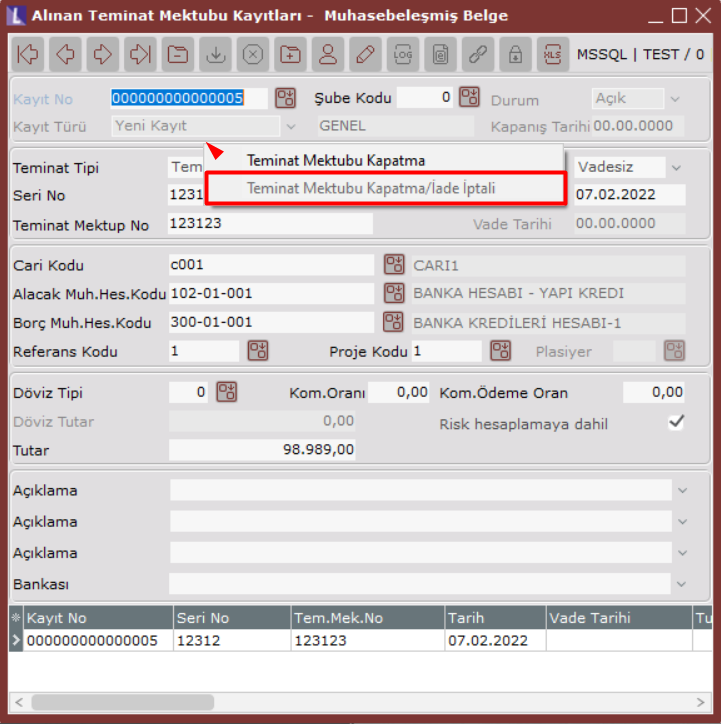 Alınan Teminat Mektubu Kayıtları - Muhasebeleşmiş Belge
LOG XLS MSSQL | TEST / 0
Kayıt No 000000000000005 Şube Kodu 0 Durum Açık
Kayıt Türü Yeni Kayıt GENEL Kapanış Tarihi 00.00.0000
Teminat Mektubu Kapatma
Teminat Mektubu Kapatma/İade İptali
Teminat Tipi Tem Vadesiz
Seri No 1231 07.02.2022
Teminat Mektup No 123123 Vade Tarihi 00.00.0000
Cari Kodu c001 CARI1
Alacak Muh.Hes.Kodu 102-01-001 BANKA HESABI - YAPI KREDI
Borç Muh.Hes.Kodu 300-01-001 BANKA KREDİLERİ HESABI-1
Referans Kodu 1 Proje Kodu 1 Plasiyer
Döviz Tipi 0 Kom.Oranı 0,00 Kom.Ödeme Oran 0,00
Döviz Tutar 0,00 Risk hesaplamaya dahil
Tutar 98.989,00
Açıklama
Açıklama
Açıklama
Bankası
Kayıt No Seri No Tem.Mek.No Tarih Vade Tarihi Tu
000000000000005 12312 123123 07.02.2022